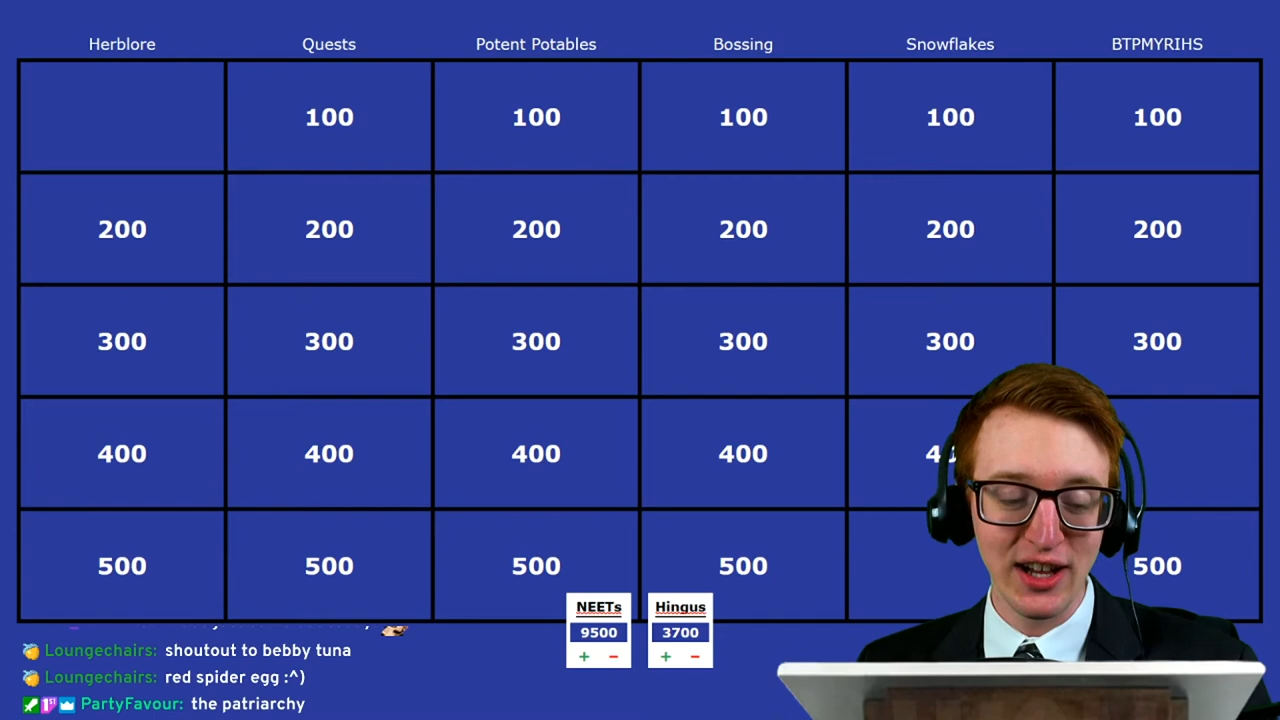 Herblore Quests Potent Potables Bossing Snowflakes BTPMYRIHS
100 100 100 100 100
200 200 200 200 200 200
300 300 300 300 300 300
400 400 400 400
500 500 500 500 500
NEETs Hingus
9500 3700
+ − + −
Loungechairs: shoutout to bebby tuna
Loungechairs: red spider egg :^)
1ST PartyFavour: the patriarchy